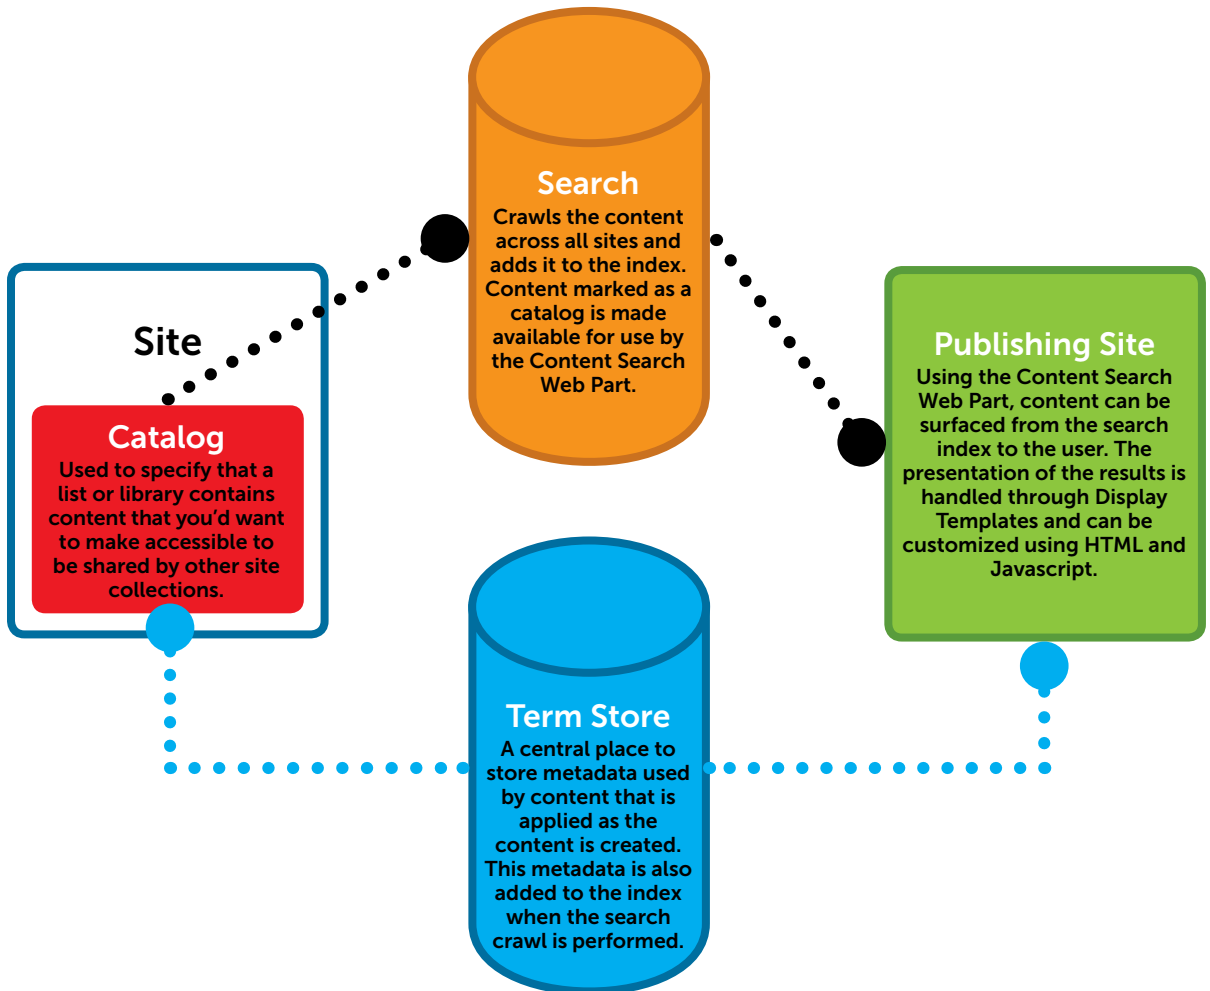 Search
Crawls the content
across all sites and
adds it to the index.
Content marked as a
catalog is made
available for use by
the Content Search
Web Part.
Site
Catalog
Used to specify that a
list or library contains
content that you’d want
to make accessible to
be shared by other site
collections.
Publishing Site
Using the Content Search
Web Part, content can be
surfaced from the search
index to the user. The
presentation of the results is
handled through Display
Templates and can be
customized using HTML and
Javascript.
Term Store
A central place to
store metadata used
by content that is
applied as the
content is created.
This metadata is also
added to the index
when the search
crawl is performed.